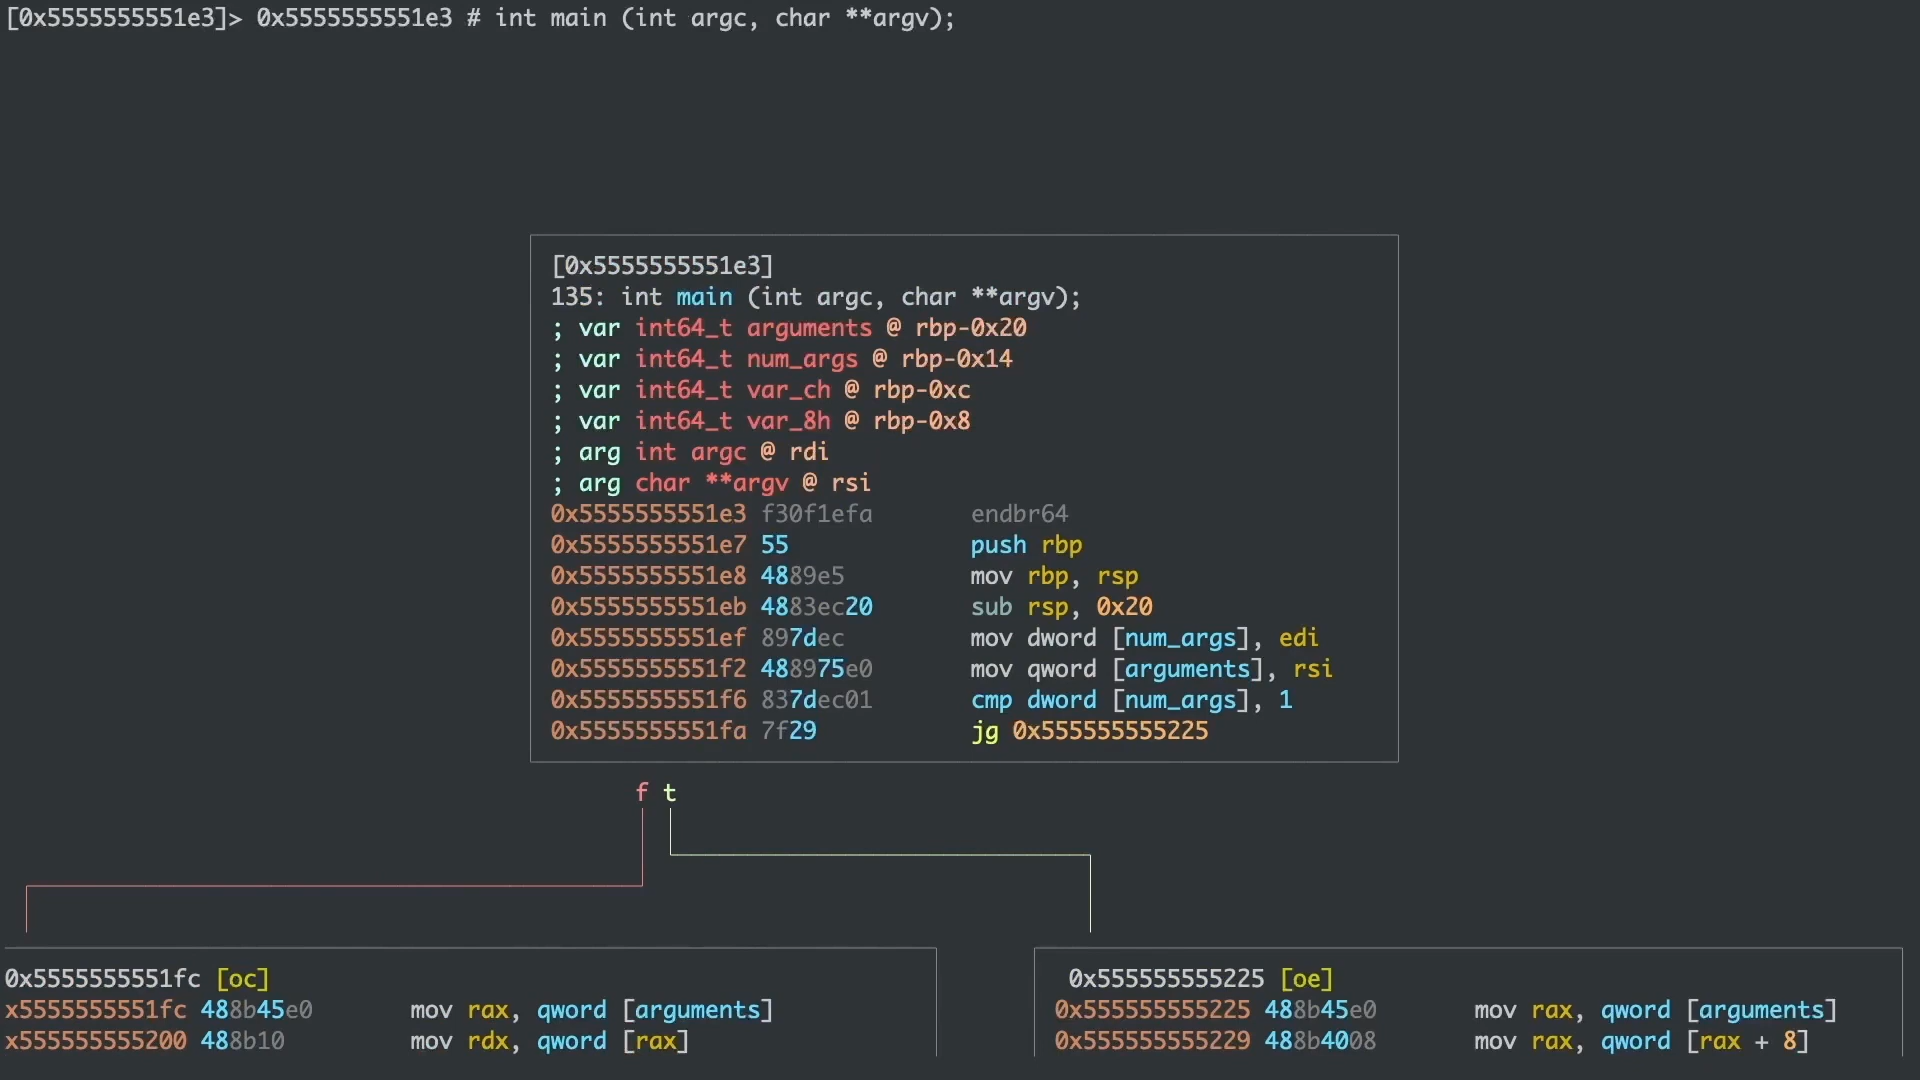 [0x5555555551e3]> 0x5555555551e3 # int main (int argc, char **argv);
[0x5555555551e3]
135: int main (int argc, char **argv);
; var int64_t arguments @ rbp-0x20
; var int64_t num_args @ rbp-0x14
; var int64_t var_ch @ rbp-0xc
; var int64_t var_8h @ rbp-0x8
; arg int argc @ rdi
; arg char **argv @ rsi
0x5555555551e3 f30f1efa endbr64
0x5555555551e7 55 push rbp
0x5555555551e8 4889e5 mov rbp, rsp
0x5555555551eb 4883ec20 sub rsp, 0x20
0x5555555551ef 897dec mov dword [num_args], edi
0x5555555551f2 488975e0 mov qword [arguments], rsi
0x5555555551f6 837dec01 cmp dword [num_args], 1
0x5555555551fa 7f29 jg 0x555555555225
f t
0x5555555551fc [oc]
x5555555551fc 488b45e0 mov rax, qword [arguments]
x555555555200 488b10 mov rdx, qword [rax]
0x555555555225 [oe]
0x555555555225 488b45e0 mov rax, qword [arguments]
0x555555555229 488b4008 mov rax, qword [rax + 8]